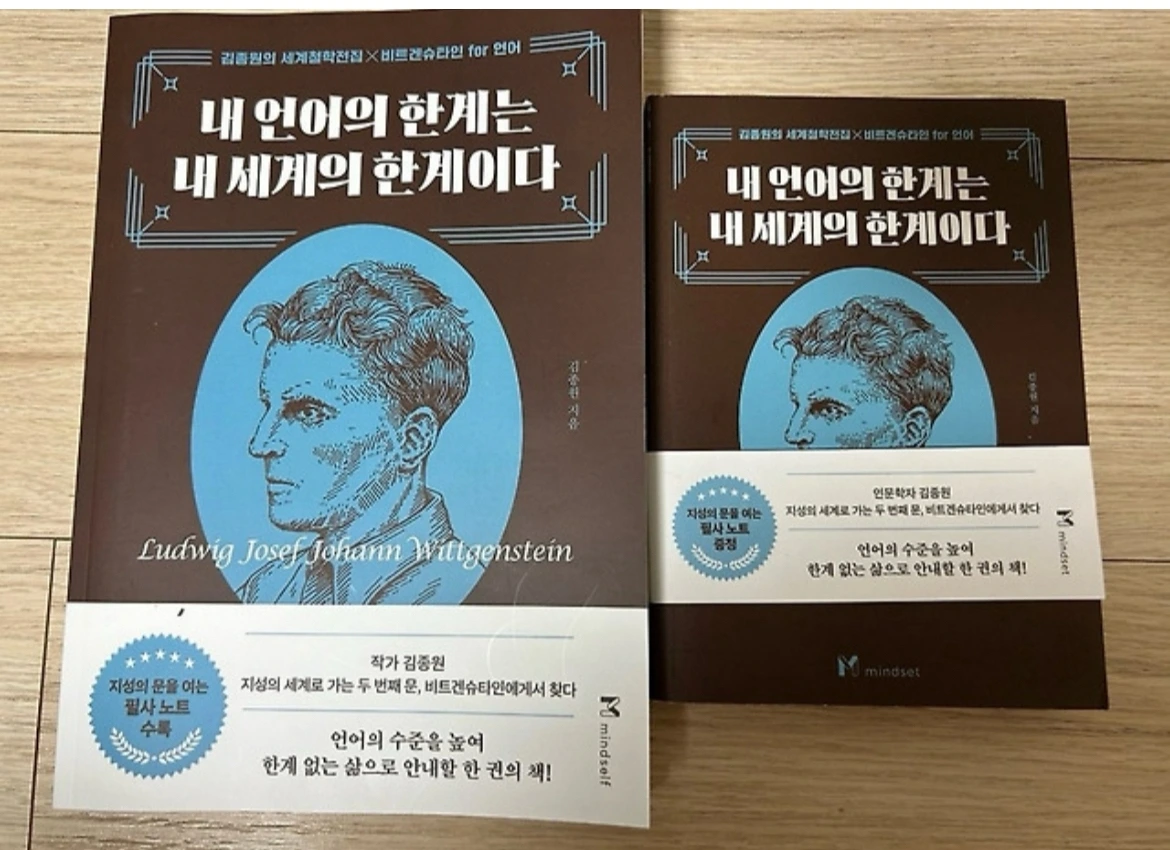 김종원의 세계철학전집×비트겐슈타인 for 언어
내 언어의 한계는
내 세계의 한계이다
김종원 지음
Ludwig Josef Johann Wittgenstein
지성의 문을 여는
필사 노트
수록
작가 김종원
지성의 세계로 가는 두 번째 문, 비트겐슈타인에게서 찾다
언어의 수준을 높여
한계 없는 삶으로 안내할 한 권의 책!
mindself
김종원의 세계철학전집×비트겐슈타인 for 언어
내 언어의 한계는
내 세계의 한계이다
김종원 지음
지성의 문을 여는
필사 노트
증정
인문학자 김종원
지성의 세계로 가는 두 번째 문, 비트겐슈타인에게서 찾다
언어의 수준을 높여
한계 없는 삶으로 안내할 한 권의 책!
mindset
mindset